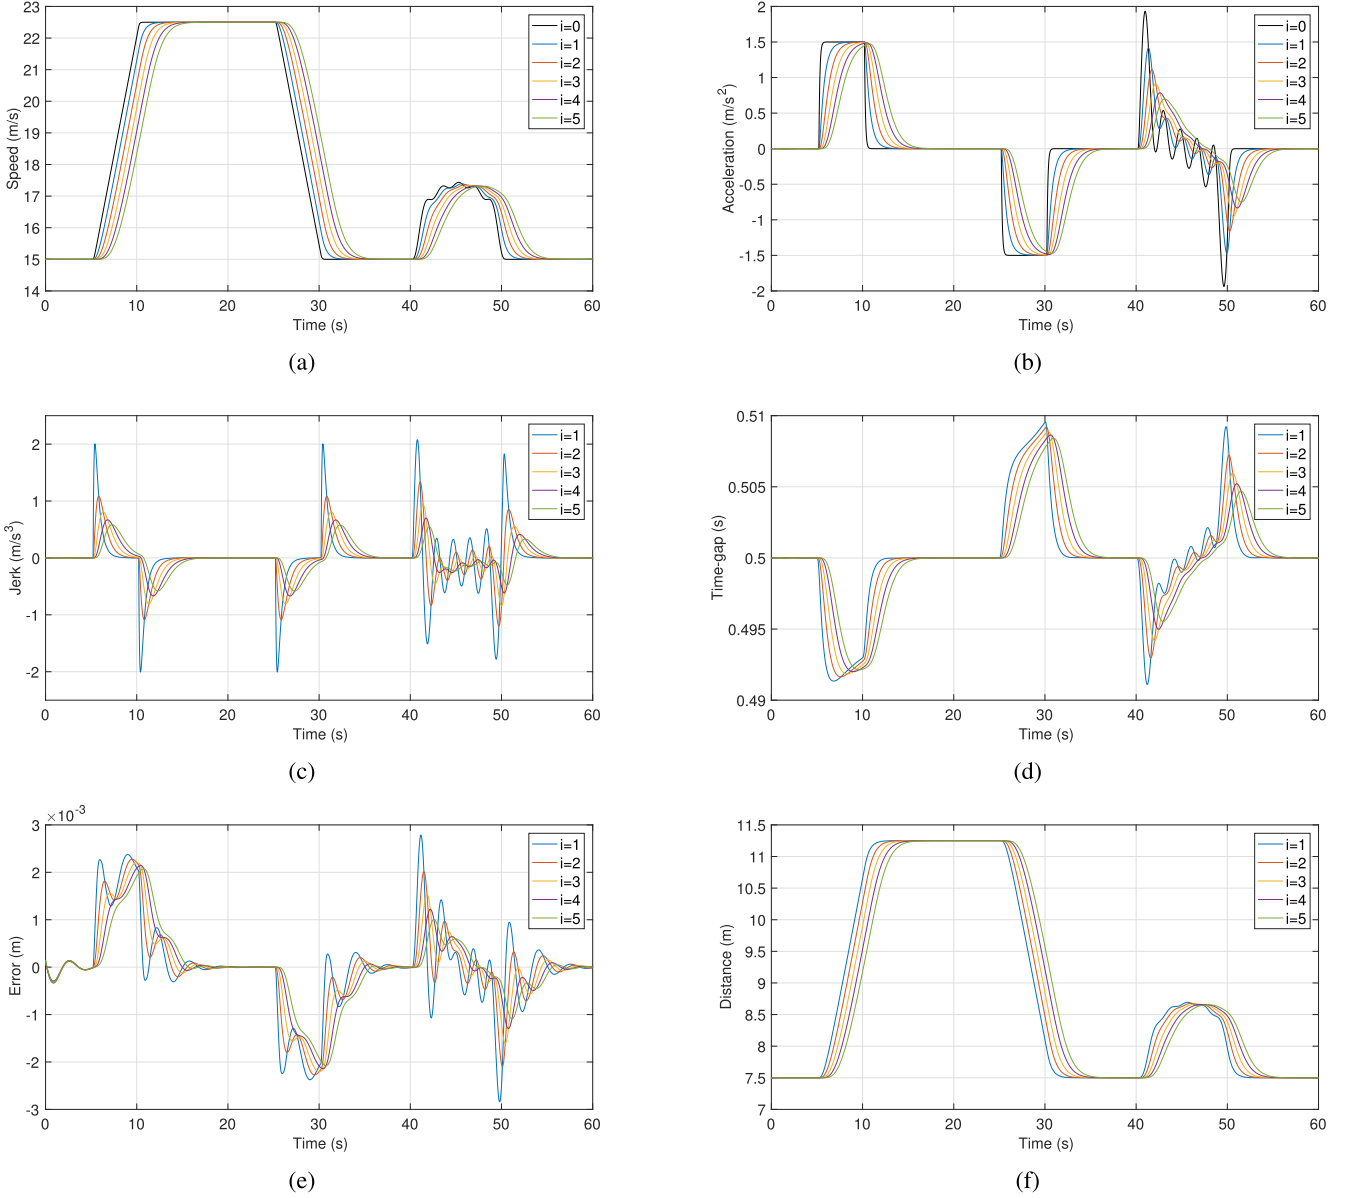 23
22
21
20
19
18
17
16
15
14
Speed (m/s)
0 10 20 30 40 50 60
Time (s)
i=0
i=1
i=2
i=3
i=4
i=5
(a)
2
1.5
1
0.5
0
-0.5
-1
-1.5
-2
Acceleration (m/s²)
0 10 20 30 40 50 60
Time (s)
i=0
i=1
i=2
i=3
i=4
i=5
(b)
2
1
0
-1
-2
Jerk (m/s³)
0 10 20 30 40 50 60
Time (s)
i=1
i=2
i=3
i=4
i=5
(c)
0.51
0.505
0.5
0.495
0.49
Time-gap (s)
0 10 20 30 40 50 60
Time (s)
i=1
i=2
i=3
i=4
i=5
(d)
×10⁻³
3
2
1
0
-1
-2
-3
Error (m)
0 10 20 30 40 50 60
Time (s)
i=1
i=2
i=3
i=4
i=5
(e)
11.5
11
10.5
10
9.5
9
8.5
8
7.5
7
Distance (m)
0 10 20 30 40 50 60
Time (s)
i=1
i=2
i=3
i=4
i=5
(f)